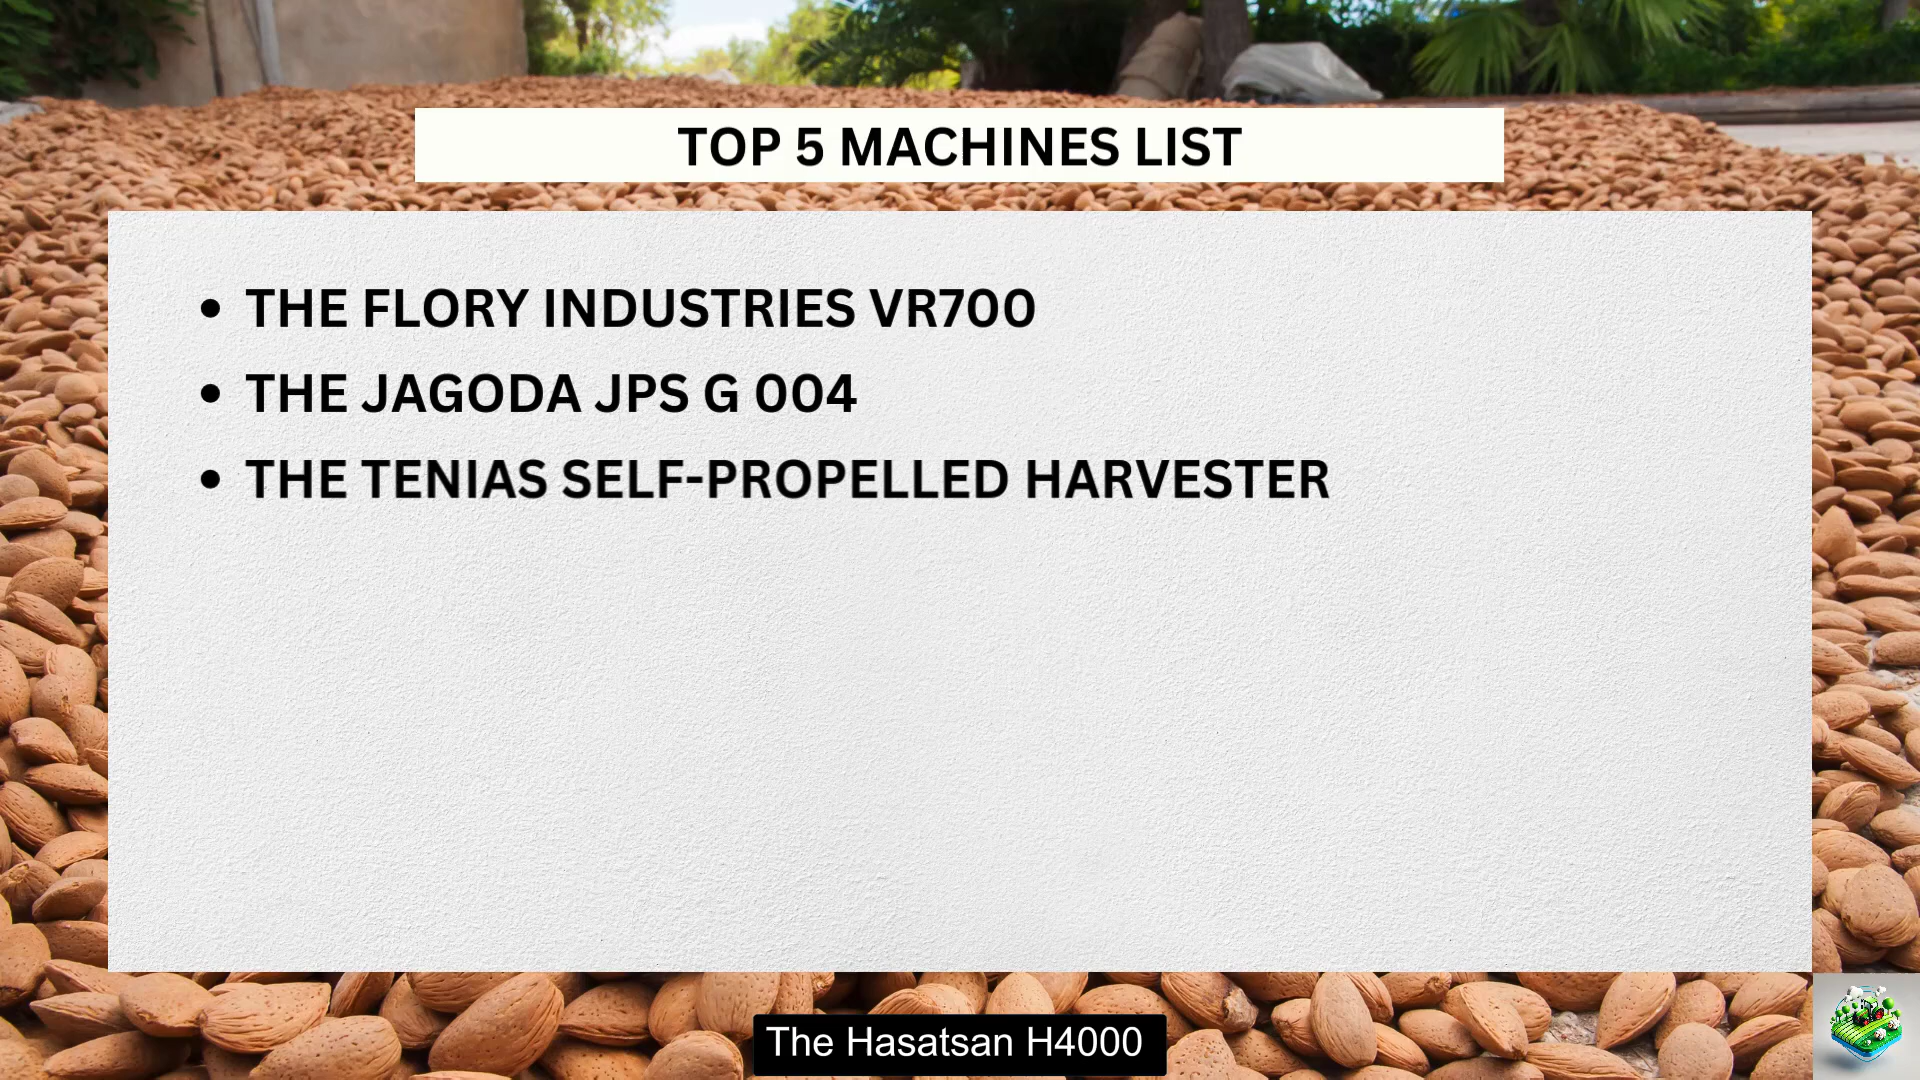 TOP 5 MACHINES LIST
• THE FLORY INDUSTRIES VR700
• THE JAGODA JPS G 004
• THE TENIAS SELF-PROPELLED HARVESTER
The Hasatsan H4000